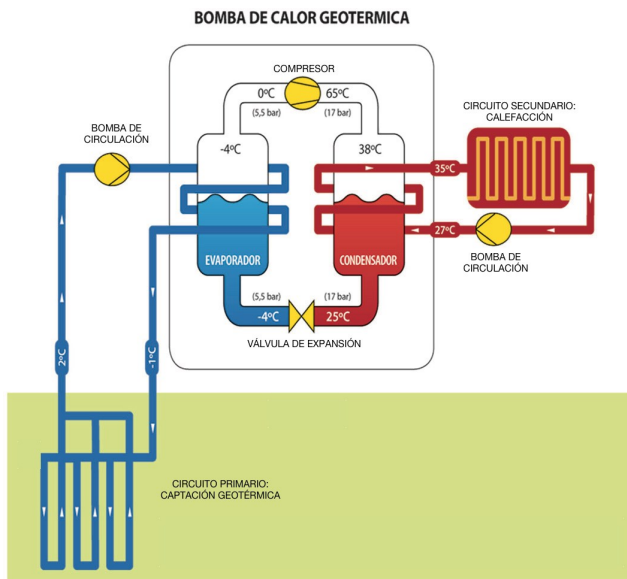 BOMBA DE CALOR GEOTERMICA
COMPRESOR
0ºC
65ºC
(5,5 bar)
(17 bar)
CIRCUITO SECUNDARIO:
CALEFACCIÓN
BOMBA DE
CIRCULACIÓN
-4ºC
38ºC
35ºC
27ºC
BOMBA DE
CIRCULACIÓN
EVAPORADOR
CONDENSADOR
(5,5 bar)
(17 bar)
-4ºC
25ºC
VÁLVULA DE EXPANSIÓN
2ºC
-1ºC
CIRCUITO PRIMARIO:
CAPTACIÓN GEOTÉRMICA